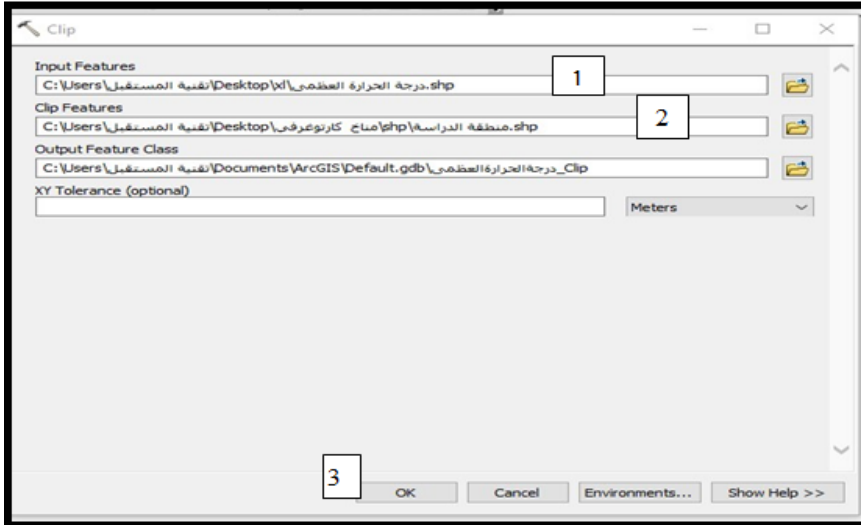 Clip
Input Features
C:\Users\تقنية المستقبل\Desktop\xl\درجة الحرارة العظمى.shp
1
Clip Features
C:\Users\تقنية المستقبل\Desktop\مناخ كارتوغرفي\shp\منطقة الدراسة.shp
2
Output Feature Class
C:\Users\تقنية المستقبل\Documents\ArcGIS\Default.gdb\درجةالحرارةالعظمى_Clip
XY Tolerance (optional)
Meters
3
OK Cancel Environments... Show Help >>